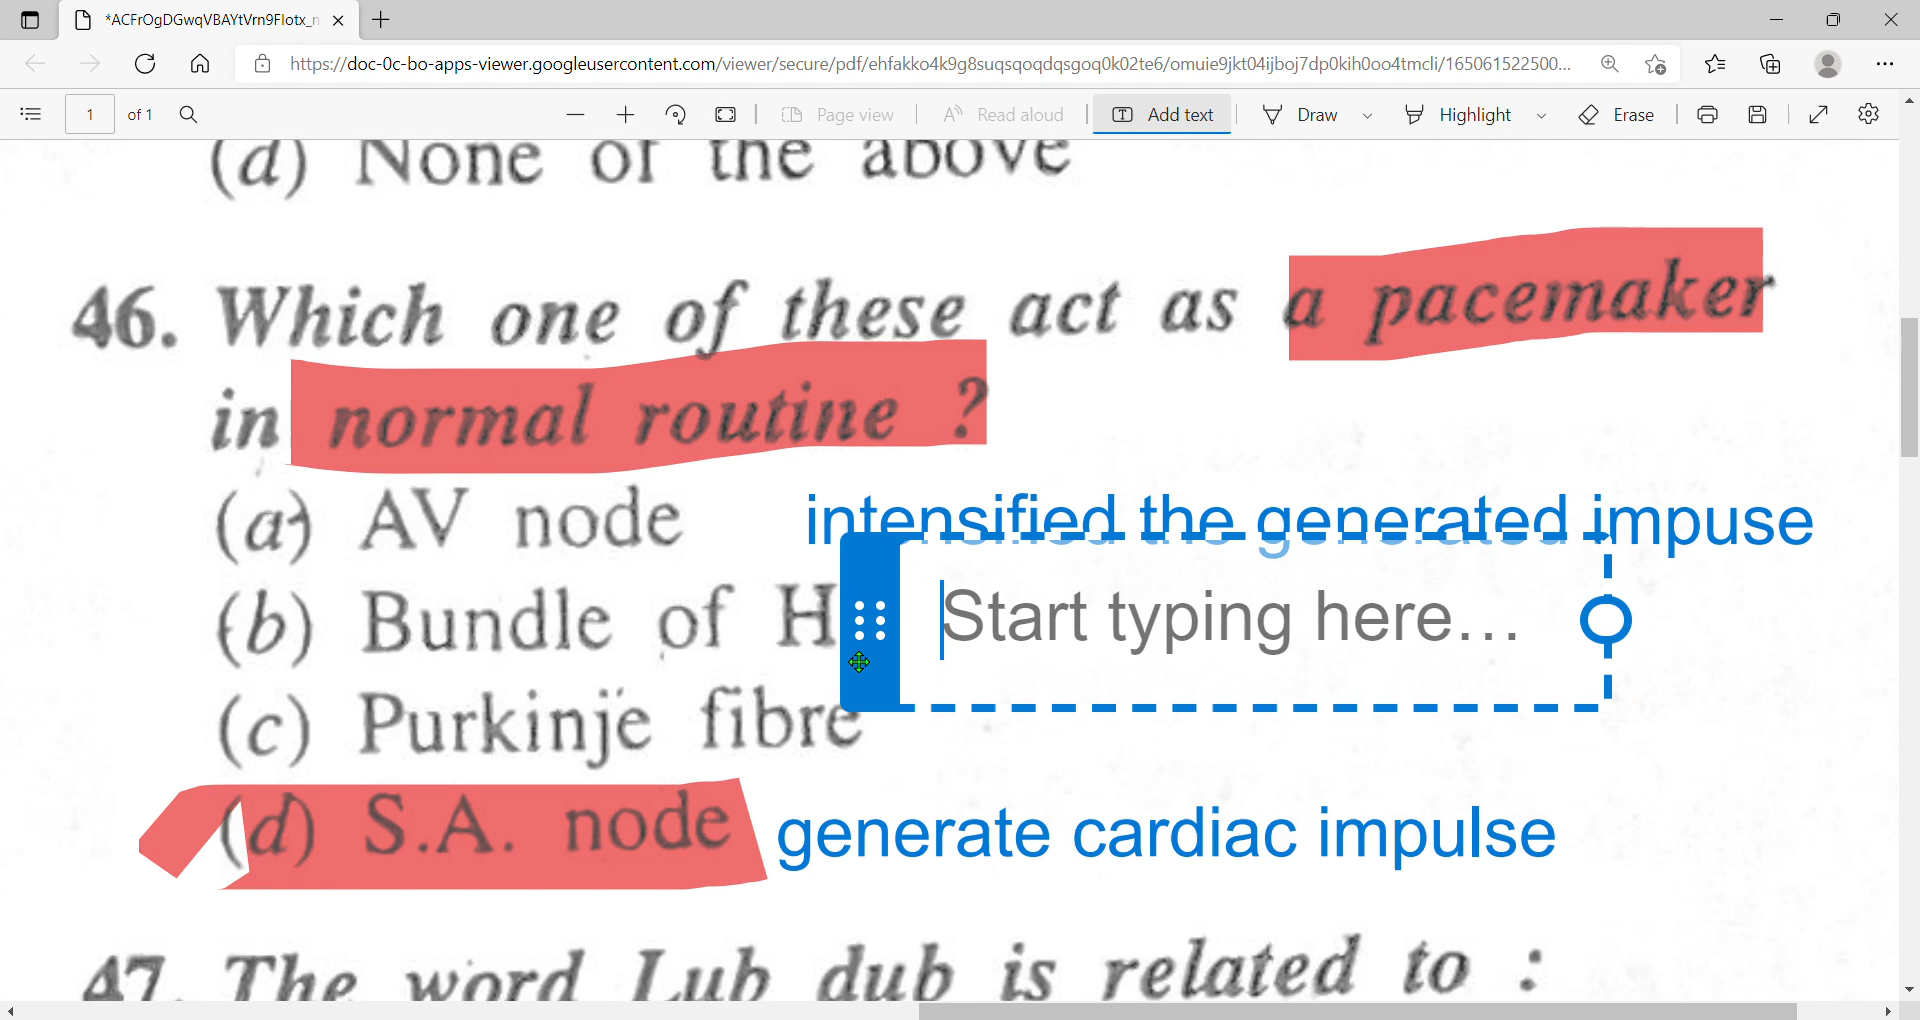 *ACFrOgDGwqVBAYtVrn9Flotx_n
https://doc-0c-bo-apps-viewer.googleusercontent.com/viewer/secure/pdf/ehfakko4k9g8suqsqoqdqsgoq0k02te6/omuie9jkt04ijboj7dp0kih0oo4tmcli/165061522500...
1 of 1 Page view Read aloud Add text Draw Highlight Erase
(d) None of the above
46. Which one of these act as a pacemaker
in normal routine ?
(a) AV node intensified the generated impuse
(b) Bundle of H Start typing here...
(c) Purkinje fibre
(d) S.A. node generate cardiac impulse
47. The word Lub dub is related to :